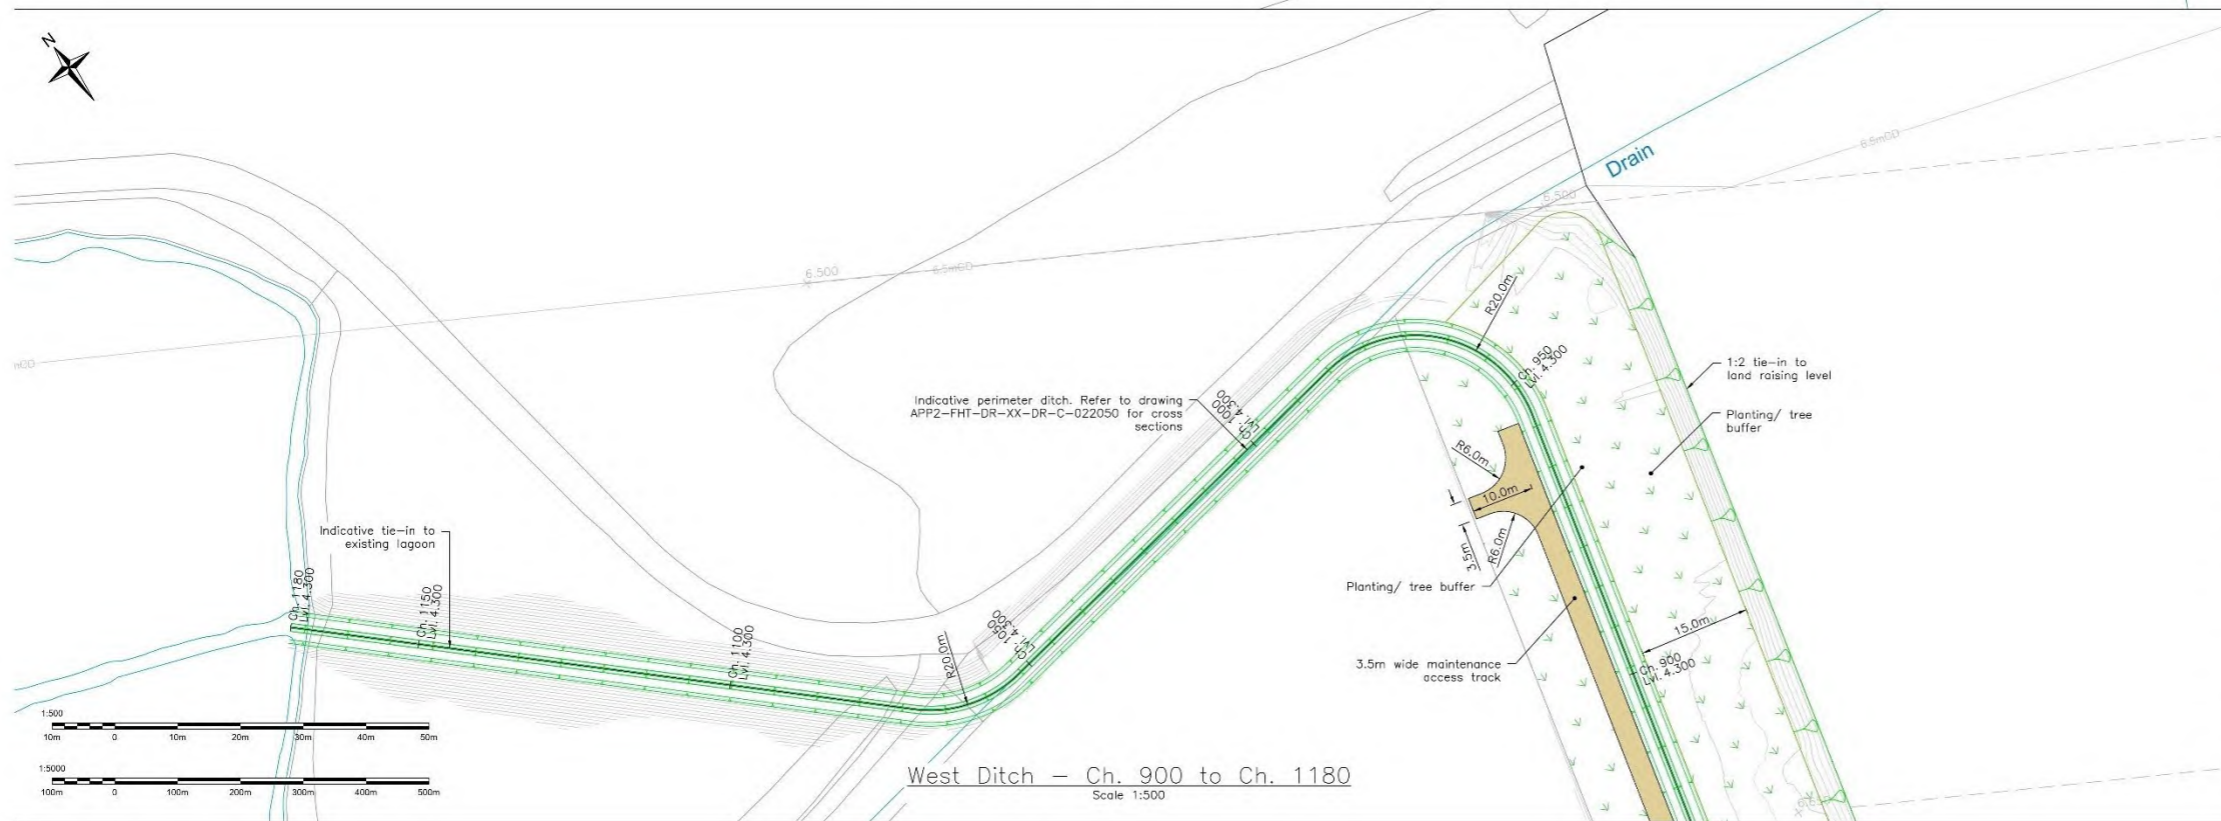 N
Drain
6.5mCD
6.500
6.500
6.5mCD
R20.0m
mCD
Ch. 950
Lvl. 4.300
1:2 tie-in to
land raising level
Indicative perimeter ditch. Refer to drawing
APP2-FHT-DR-XX-DR-C-022050 for cross
sections
Ch. 1000
Lvl. 4.300
Planting/ tree
buffer
R6.0m
10.0m
Indicative tie-in to
existing lagoon
3.5m
R6.0m
Ch. 1180
Lvl. 4.300
Ch. 1150
Lvl. 4.300
Planting/ tree buffer
Ch. 1050
Lvl. 4.300
15.0m
Ch. 1100
Lvl. 4.300
R20.0m
3.5m wide maintenance
access track
Ch. 900
Lvl. 4.300
1:500
10m 0 10m 20m 30m 40m 50m
1:5000
100m 0 100m 200m 300m 400m 500m
West Ditch - Ch. 900 to Ch. 1180
Scale 1:500